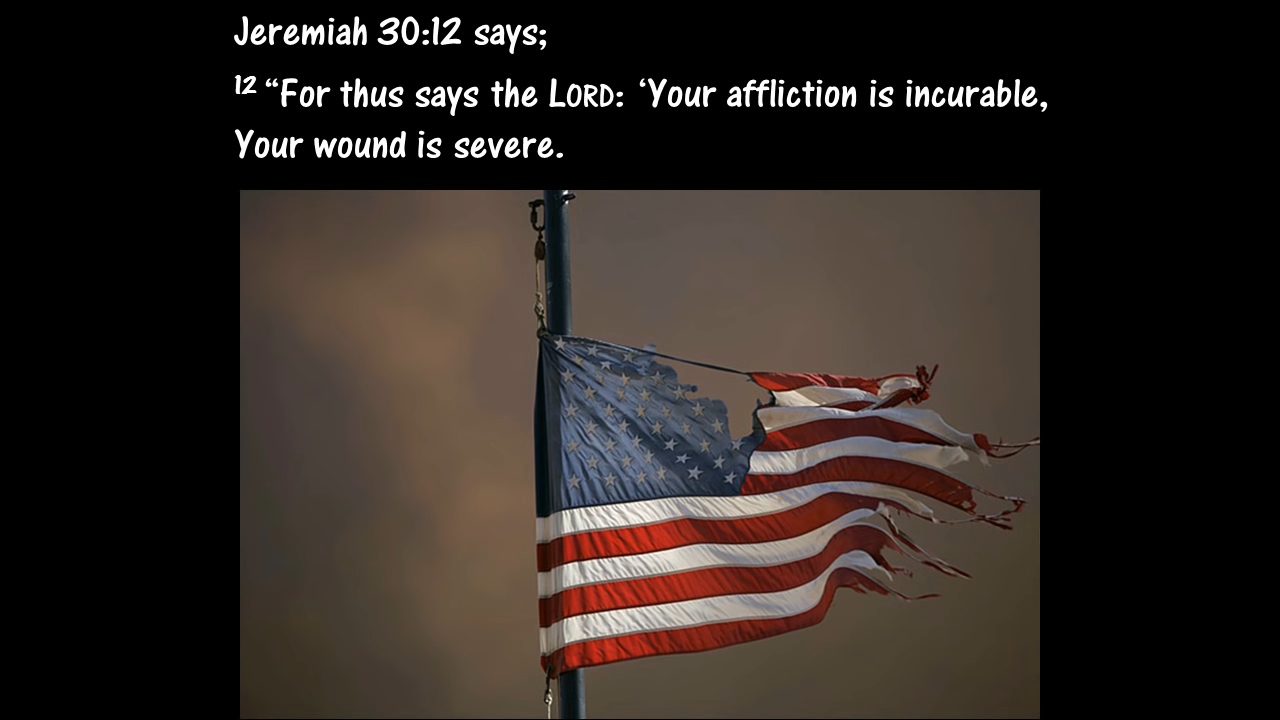 Jeremiah 30:12 says;
12 “For thus says the LORD: ‘Your affliction is incurable,
Your wound is severe.